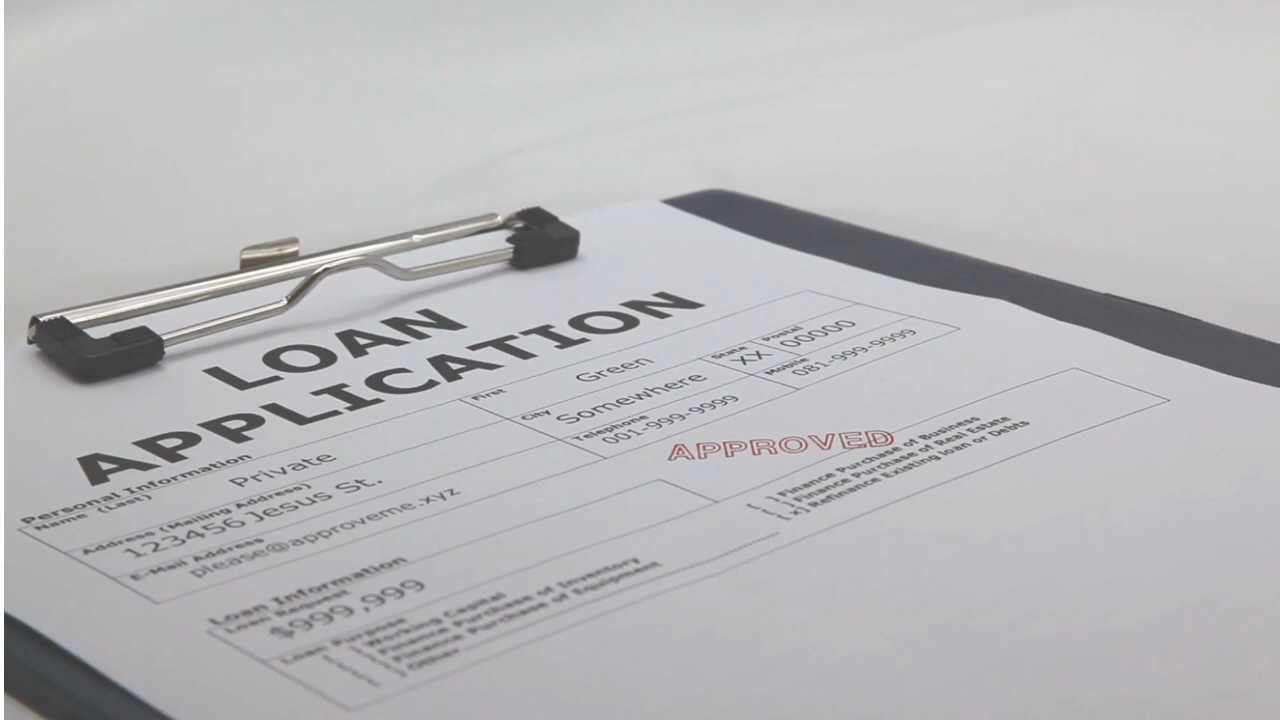 LOAN
APPLICATION
Personal Information
Name (Last)
Private
First
Green
Address (Mailing Address)
123456 Jesus St.
City
Somewhere
State
XX
Postal
00000
E-Mail Address
please@approveme.xyz
Telephone
001-999-9999
Mobile
081-999-9999
APPROVED
Loan Information
Loan Request
$999,999
Loan Purpose
[ ] Working Capital
[ ] Finance Purchase of Inventory
[ ] Finance Purchase of Equipment
[ ] Other
[ ] Finance Purchase of Business
[ ] Finance Purchase of Real Estate
[x] Refinance Existing loan or Debts